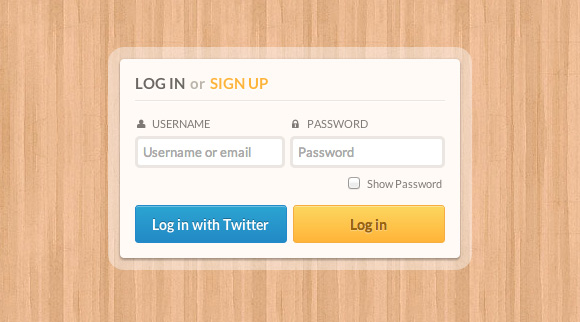 LOG IN or SIGN UP
USERNAME PASSWORD
Username or email Password
Show Password
Log in with Twitter Log in